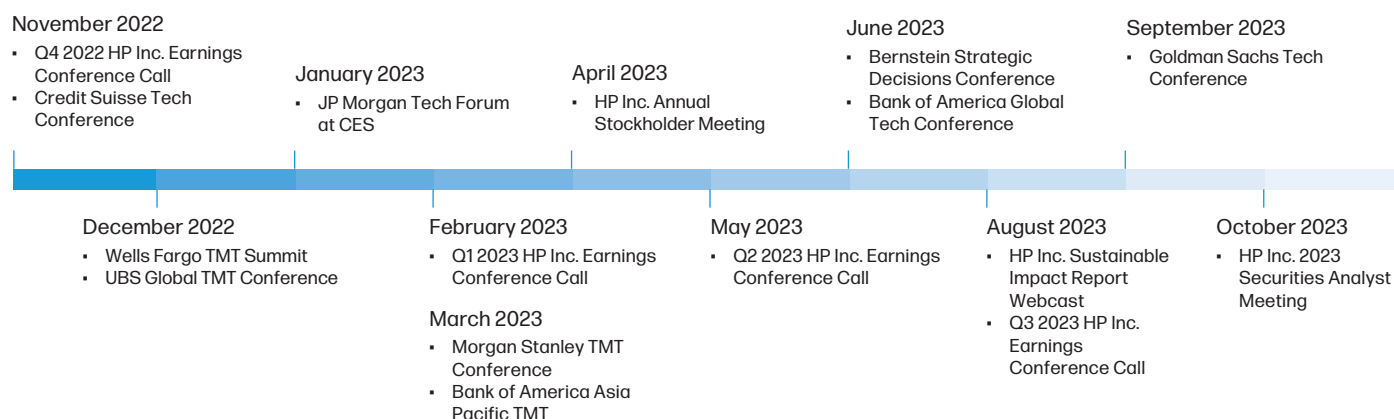 November 2022
▪ Q4 2022 HP Inc. Earnings
Conference Call
▪ Credit Suisse Tech
Conference
December 2022
▪ Wells Fargo TMT Summit
▪ UBS Global TMT Conference
January 2023
▪ JP Morgan Tech Forum
at CES
February 2023
▪ Q1 2023 HP Inc. Earnings
Conference Call
March 2023
▪ Morgan Stanley TMT
Conference
▪ Bank of America Asia
Pacific TMT
April 2023
▪ HP Inc. Annual
Stockholder Meeting
May 2023
▪ Q2 2023 HP Inc. Earnings
Conference Call
June 2023
▪ Bernstein Strategic
Decisions Conference
▪ Bank of America Global
Tech Conference
August 2023
▪ HP Inc. Sustainable
Impact Report
Webcast
▪ Q3 2023 HP Inc.
Earnings
Conference Call
September 2023
▪ Goldman Sachs Tech
Conference
October 2023
▪ HP Inc. 2023
Securities Analyst
Meeting